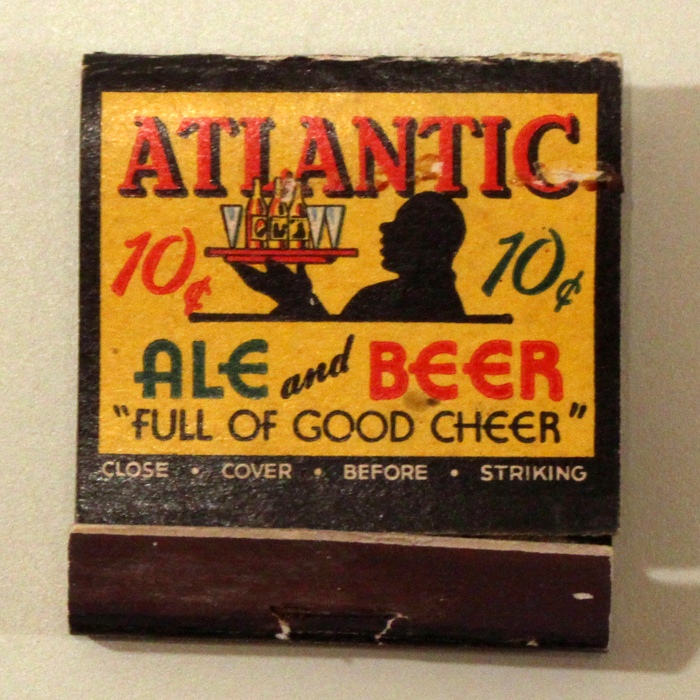 ATLANTIC
10¢ 10¢
ALE and BEER
"FULL OF GOOD CHEER"
CLOSE • COVER • BEFORE • STRIKING